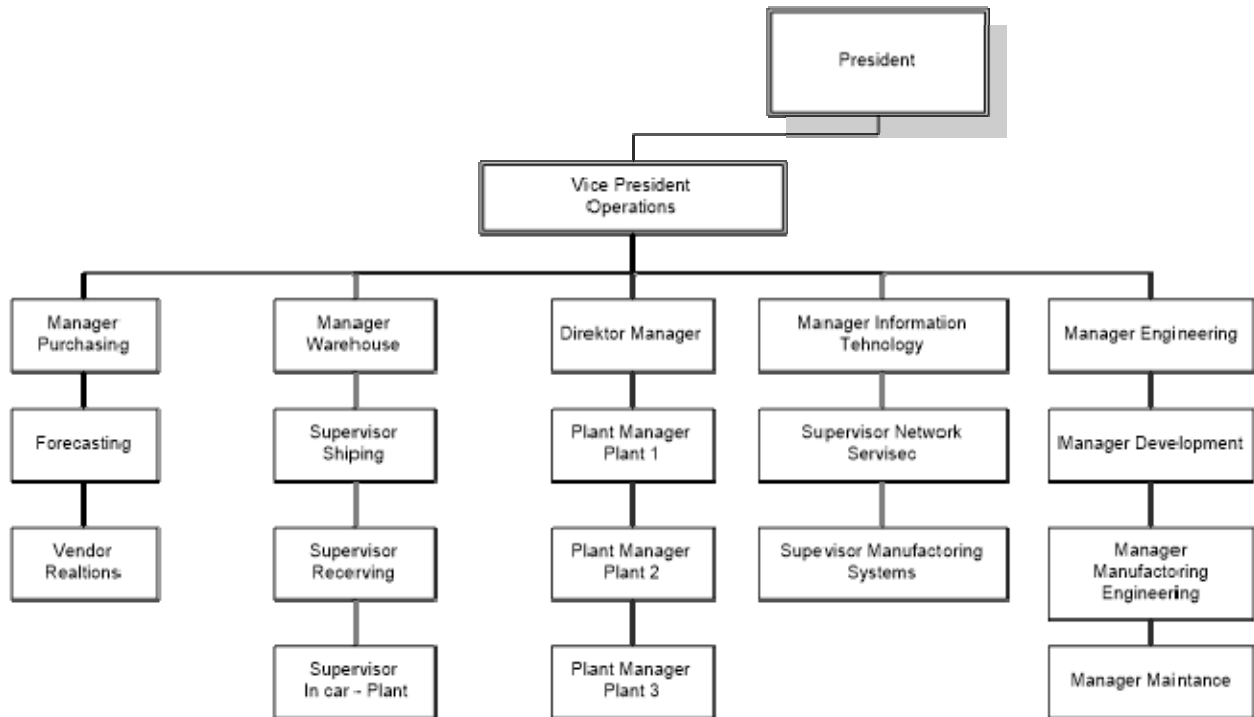 President
Vice President
Operations
Manager
Purchasing
Manager
Warehouse
Direktor Manager
Manager Information
Tehnology
Manager Engineering
Forecasting
Supervisor
Shiping
Plant Manager
Plant 1
Supervisor Network
Servisec
Manager Development
Vendor
Realtions
Supervisor
Recerving
Plant Manager
Plant 2
Supevisor Manufactoring
Systems
Manager
Manufactoring
Engineering
Supervisor
In car - Plant
Plant Manager
Plant 3
Manager Maintance